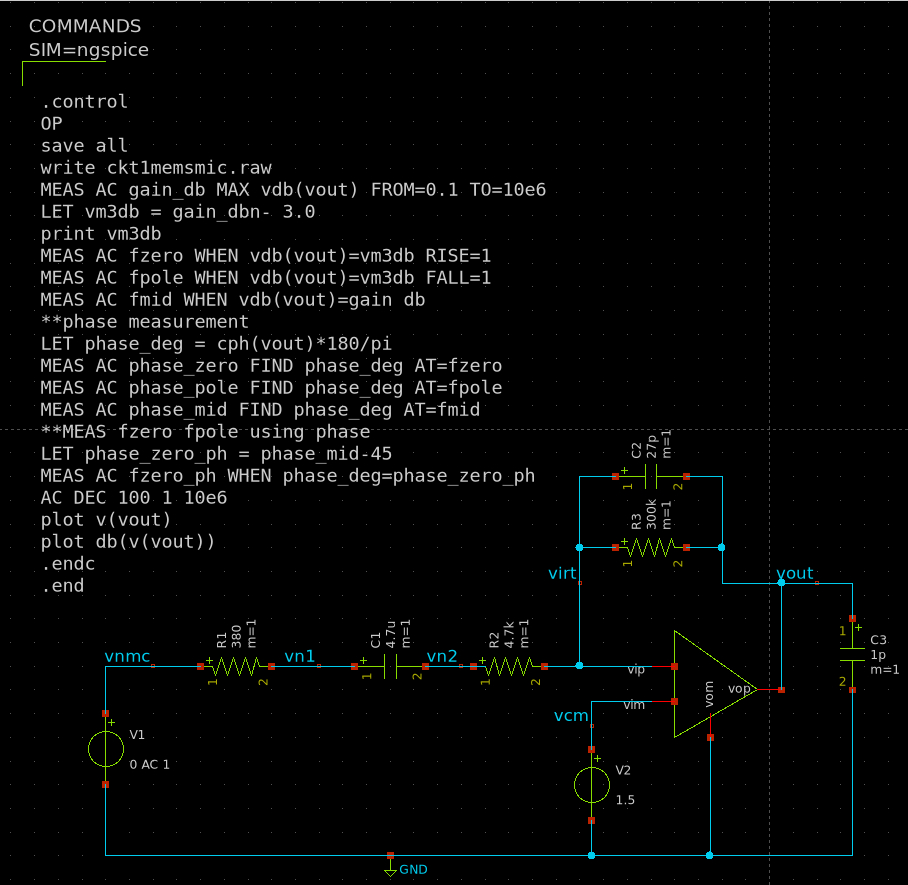 COMMANDS
SIM=ngspice
.control
OP
save all
write ckt1memsmic.raw
MEAS AC gain_db MAX vdb(vout) FROM=0.1 TO=10e6
LET vm3db = gain_dbn- 3.0
print vm3db
MEAS AC fzero WHEN vdb(vout)=vm3db RISE=1
MEAS AC fpole WHEN vdb(vout)=vm3db FALL=1
MEAS AC fmid WHEN vdb(vout)=gain db
**phase measurement
LET phase_deg = cph(vout)*180/pi
MEAS AC phase_zero FIND phase_deg AT=fzero
MEAS AC phase_pole FIND phase_deg AT=fpole
MEAS AC phase_mid FIND phase_deg AT=fmid
**MEAS fzero fpole using phase
LET phase_zero_ph = phase_mid-45
MEAS AC fzero_ph WHEN phase_deg=phase_zero_ph
AC DEC 100 1 10e6
plot v(vout)
plot db(v(vout))
.endc
.end
C2
27p
m=1
+
1
2
R3
300k
m=1
+
1
2
virt
vout
R1
380
m=1
+
1
2
C1
4.7u
m=1
+
1
2
R2
4.7k
m=1
+
1
2
vnmc
vn1
vn2
vip
vim
vom
vop
1
+
C3
1p
m=1
2
vcm
+
V1
0 AC 1
+
V2
1.5
GND